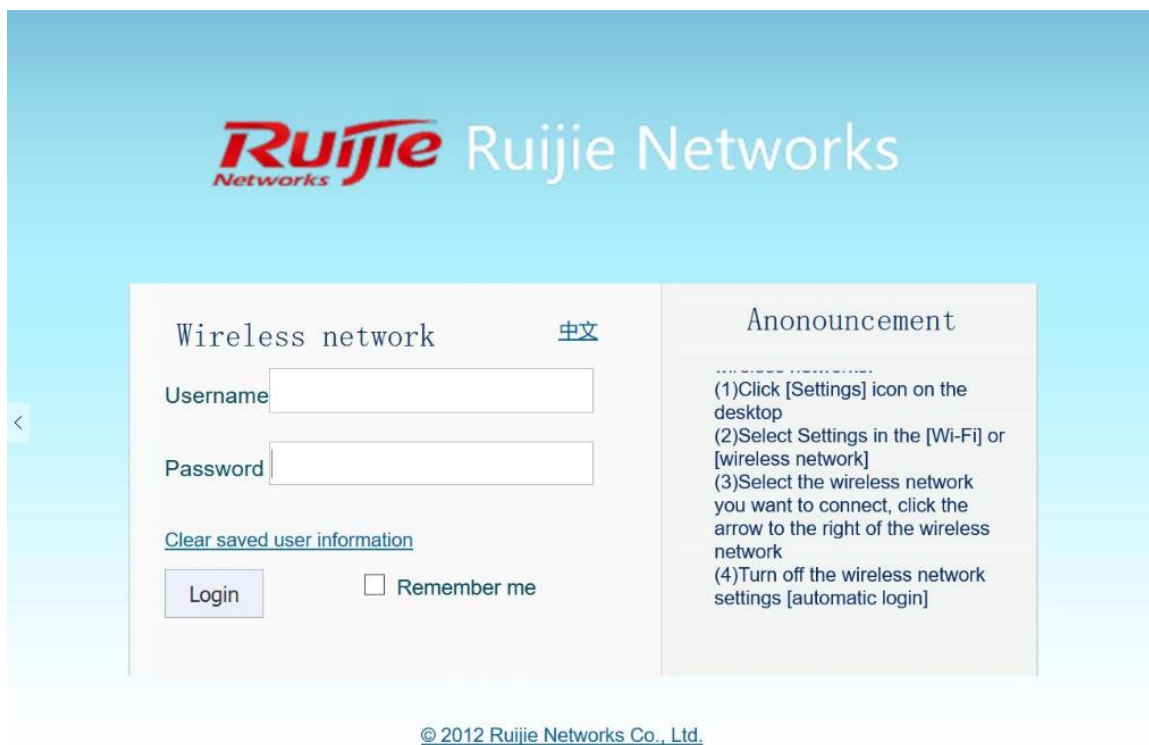 Ruijie Networks
Ruijie Networks
Wireless network
中文
Username
Password
Clear saved user information
Login
Remember me
Anonouncement
(1)Click [Settings] icon on the
desktop
(2)Select Settings in the [Wi-Fi] or
[wireless network]
(3)Select the wireless network
you want to connect, click the
arrow to the right of the wireless
network
(4)Turn off the wireless network
settings [automatic login]
© 2012 Ruijie Networks Co., Ltd.